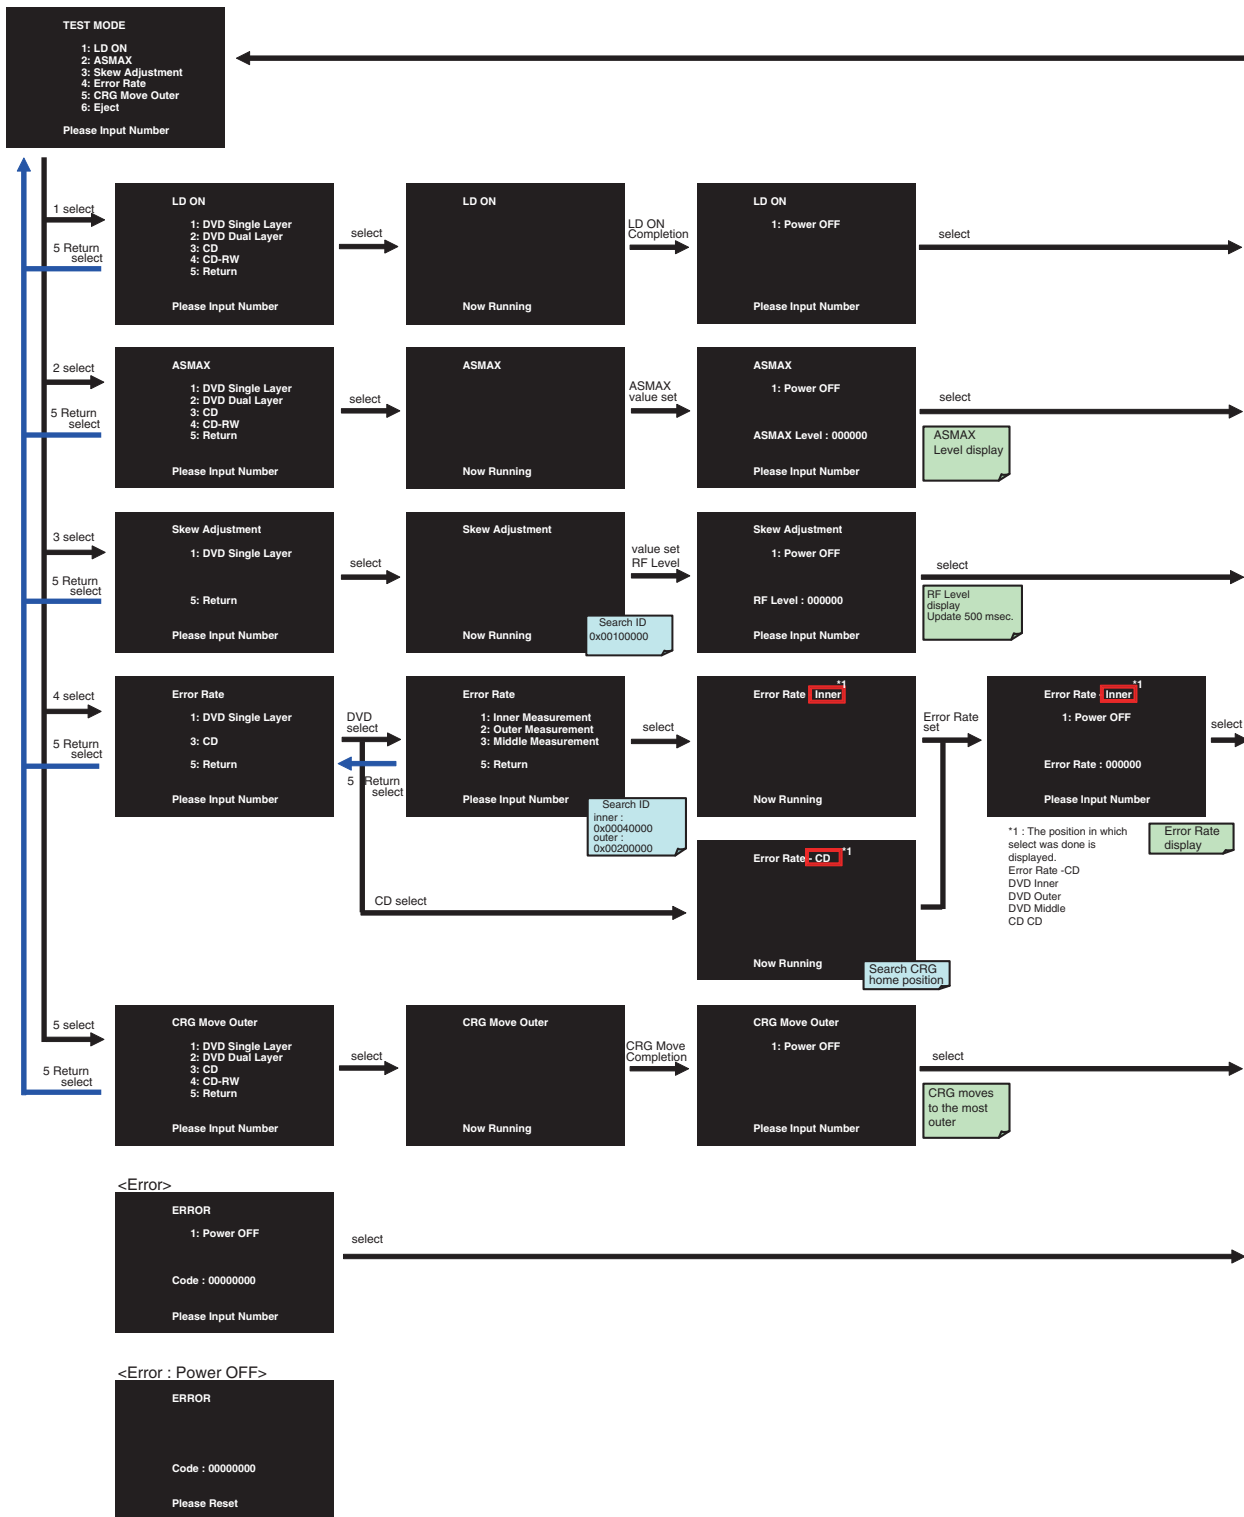 TEST MODE
1: LD ON
2: ASMAX
3: Skew Adjustment
4: Error Rate
5: CRG Move Outer
6: Eject
Please Input Number
1 select
5 Return
select
LD ON
1: DVD Single Layer
2: DVD Dual Layer
3: CD
4: CD-RW
5: Return
Please Input Number
select
LD ON
Now Running
LD ON
Completion
LD ON
1: Power OFF
Please Input Number
select
2 select
5 Return
select
ASMAX
1: DVD Single Layer
2: DVD Dual Layer
3: CD
4: CD-RW
5: Return
Please Input Number
select
ASMAX
Now Running
ASMAX
value set
ASMAX
1: Power OFF
ASMAX Level : 000000
Please Input Number
select
ASMAX
Level display
3 select
5 Return
select
Skew Adjustment
1: DVD Single Layer
5: Return
Please Input Number
select
Skew Adjustment
Now Running
Search ID
0x00100000
value set
RF Level
Skew Adjustment
1: Power OFF
RF Level : 000000
Please Input Number
select
RF Level
display
Update 500 msec.
4 select
5 Return
select
Error Rate
1: DVD Single Layer
3: CD
5: Return
Please Input Number
DVD
select
5 Return
select
Error Rate
1: Inner Measurement
2: Outer Measurement
3: Middle Measurement
5: Return
Please Input Number
Search ID
inner :
0x00040000
outer :
0x00200000
select
*1
Error Rate - Inner
Now Running
CD select
Error Rate - CD *1
Now Running
Search CRG
home position
Error Rate
set
*1
Error Rate - Inner
1: Power OFF
Error Rate : 000000
Please Input Number
select
*1 : The position in which
select was done is
displayed.
Error Rate -CD
DVD Inner
DVD Outer
DVD Middle
CD CD
Error Rate
display
5 select
5 Return
select
CRG Move Outer
1: DVD Single Layer
2: DVD Dual Layer
3: CD
4: CD-RW
5: Return
Please Input Number
select
CRG Move Outer
Now Running
CRG Move
Completion
CRG Move Outer
1: Power OFF
Please Input Number
select
CRG moves
to the most
outer
<Error>
ERROR
1: Power OFF
Code : 00000000
Please Input Number
select
<Error : Power OFF>
ERROR
Code : 00000000
Please Reset